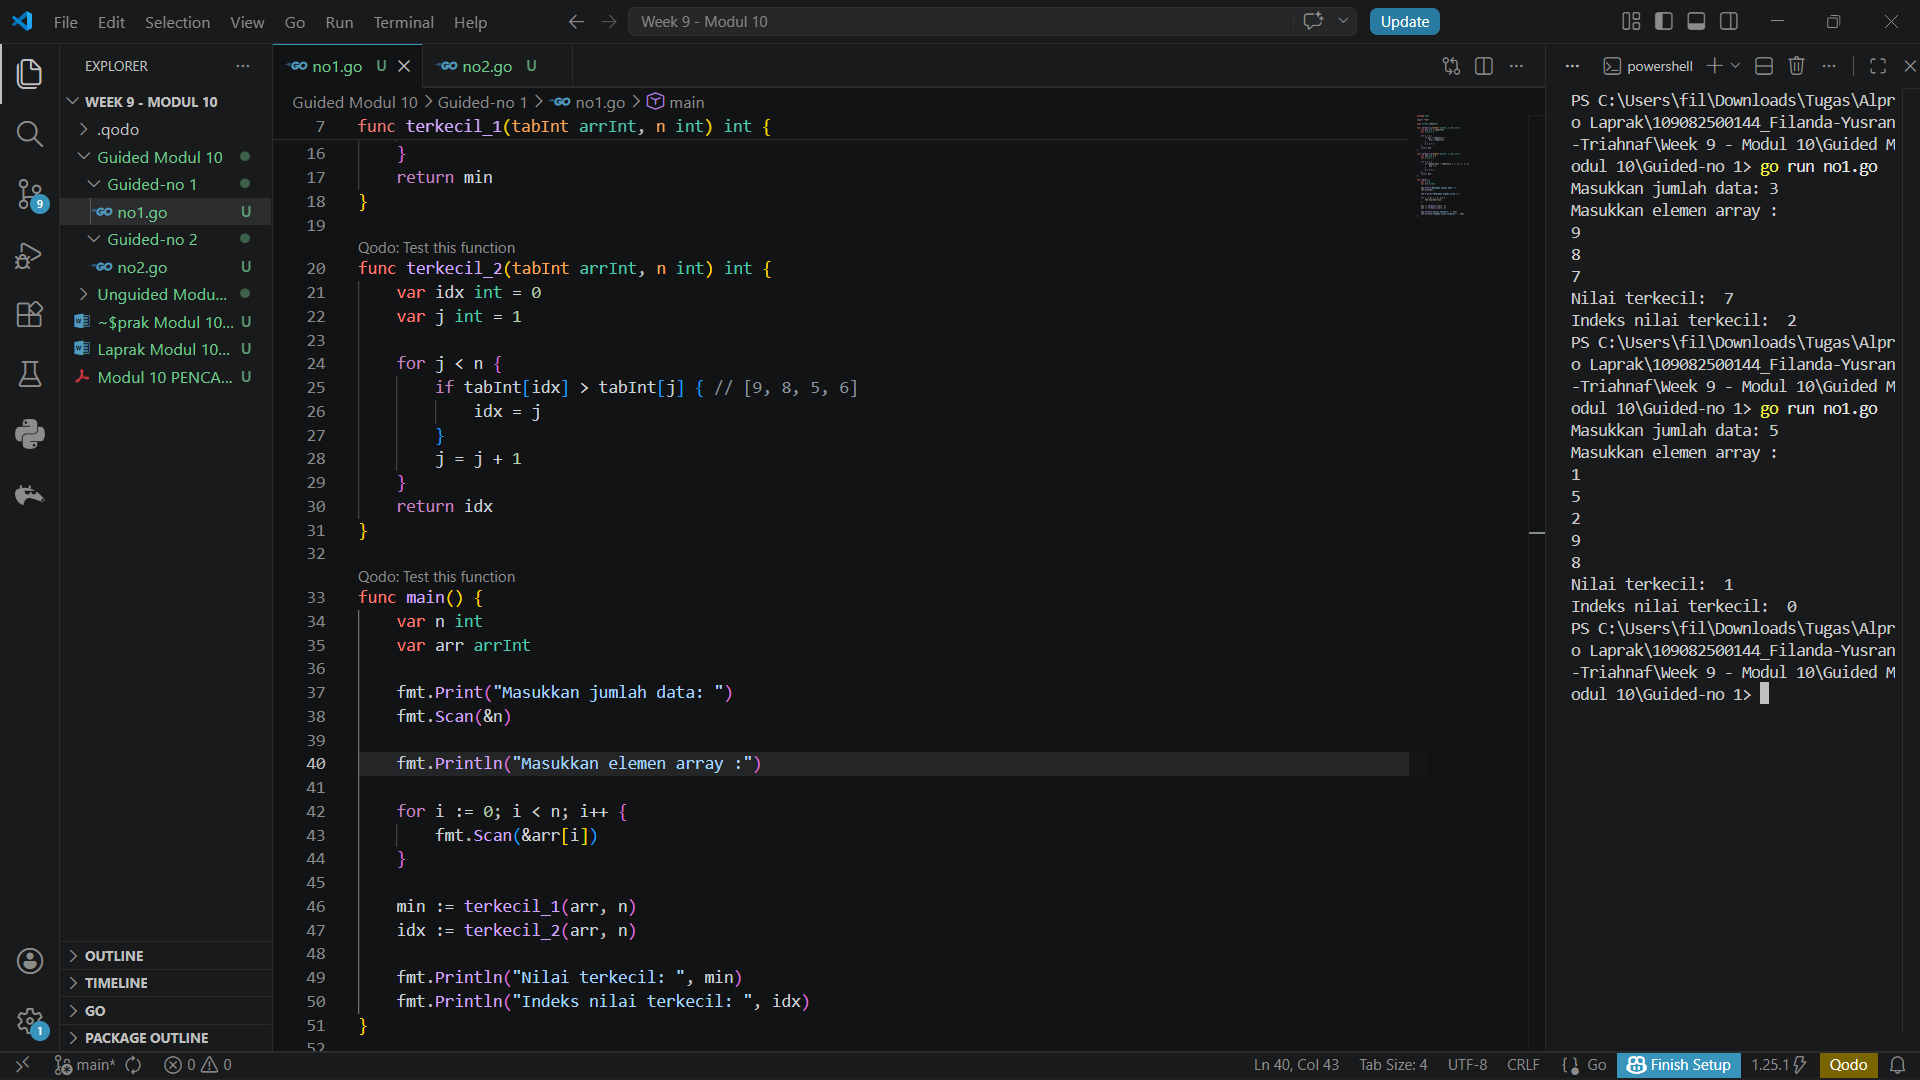 File Edit Selection View Go Run Terminal Help
Week 9 - Modul 10
Update
EXPLORER
WEEK 9 - MODUL 10
.qodo
Guided Modul 10
Guided-no 1
no1.go U
Guided-no 2
no2.go U
Unguided Modu...
~$prak Modul 10... U
Laprak Modul 10... U
Modul 10 PENCA... U
OUTLINE
TIMELINE
GO
PACKAGE OUTLINE
9
1
no1.go U
no2.go U
Guided Modul 10 > Guided-no 1 > no1.go > main
7 func terkecil_1(tabInt arrInt, n int) int {
16 }
17 return min
18 }
19
Qodo: Test this function
20 func terkecil_2(tabInt arrInt, n int) int {
21 var idx int = 0
22 var j int = 1
23
24 for j < n {
25 if tabInt[idx] > tabInt[j] { // [9, 8, 5, 6]
26 idx = j
27 }
28 j = j + 1
29 }
30 return idx
31 }
32
Qodo: Test this function
33 func main() {
34 var n int
35 var arr arrInt
36
37 fmt.Print("Masukkan jumlah data: ")
38 fmt.Scan(&n)
39
40 fmt.Println("Masukkan elemen array :")
41
42 for i := 0; i < n; i++ {
43 fmt.Scan(&arr[i])
44 }
45
46 min := terkecil_1(arr, n)
47 idx := terkecil_2(arr, n)
48
49 fmt.Println("Nilai terkecil: ", min)
50 fmt.Println("Indeks nilai terkecil: ", idx)
51 }
52
powershell
PS C:\Users\fil\Downloads\Tugas\Alpr
o Laprak\109082500144_Filanda-Yusran
-Triahnaf\Week 9 - Modul 10\Guided M
odul 10\Guided-no 1> go run no1.go
Masukkan jumlah data: 3
Masukkan elemen array :
9
8
7
Nilai terkecil:  7
Indeks nilai terkecil:  2
PS C:\Users\fil\Downloads\Tugas\Alpr
o Laprak\109082500144_Filanda-Yusran
-Triahnaf\Week 9 - Modul 10\Guided M
odul 10\Guided-no 1> go run no1.go
Masukkan jumlah data: 5
Masukkan elemen array :
1
5
2
9
8
Nilai terkecil:  1
Indeks nilai terkecil:  0
PS C:\Users\fil\Downloads\Tugas\Alpr
o Laprak\109082500144_Filanda-Yusran
-Triahnaf\Week 9 - Modul 10\Guided M
odul 10\Guided-no 1>
main* 0 0
Ln 40, Col 43 Tab Size: 4 UTF-8 CRLF Go Finish Setup 1.25.1 Qodo